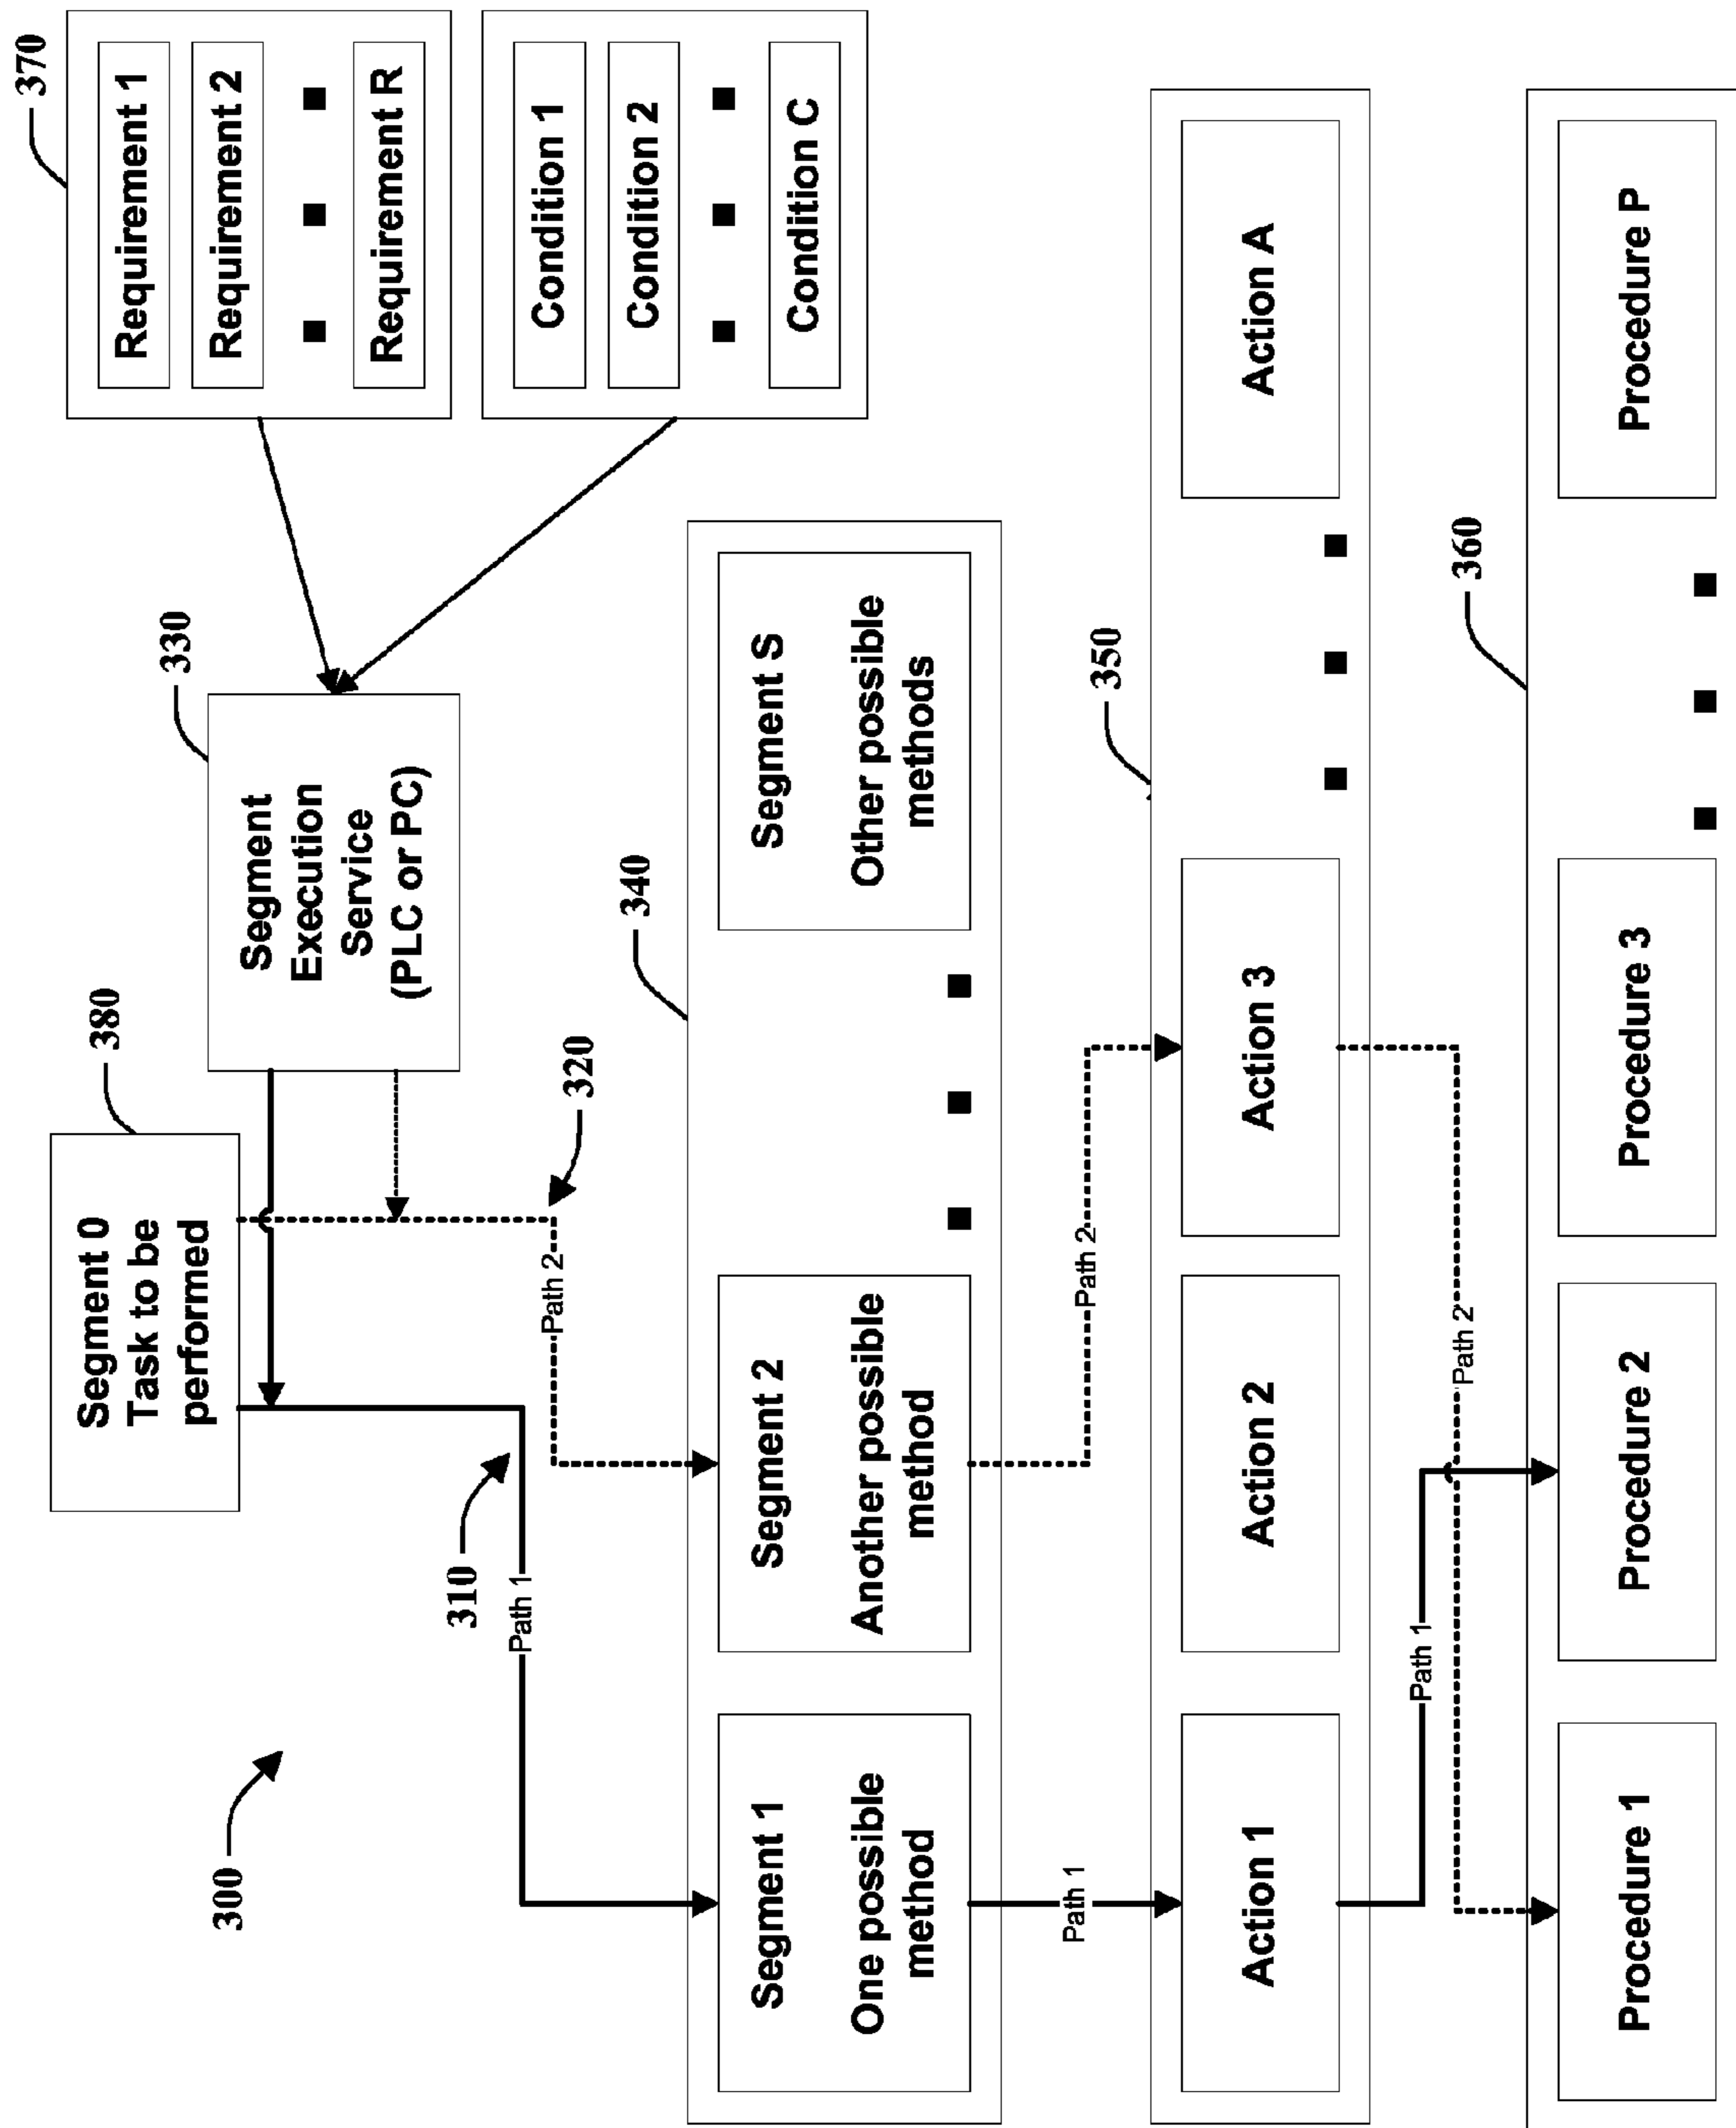 300
380
Segment 0
Task to be
performed
330
Segment
Execution
Service
(PLC or PC)
370
Requirement 1
Requirement 2
Requirement R
Condition 1
Condition 2
Condition C
310
Path 1
320
Path 2
340
Segment 1
One possible
method
Segment 2
Another possible
method
Segment S
Other possible
methods
Path 1
Path 2
350
Action 1
Action 2
Action 3
Action A
Path 1
Path 2
360
Procedure 1
Procedure 2
Procedure 3
Procedure P